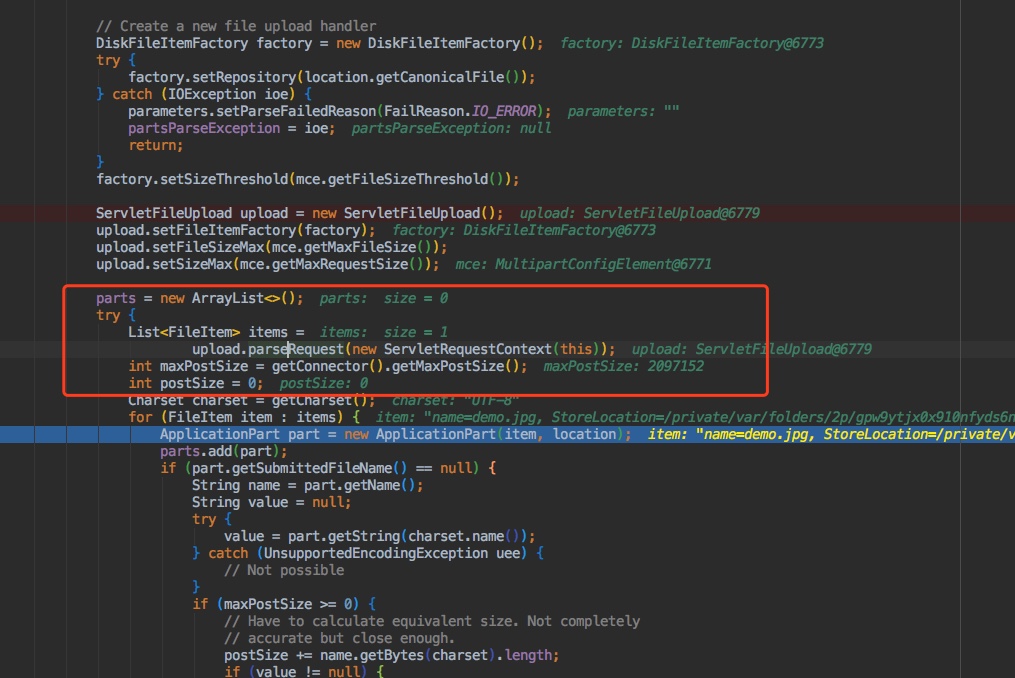 // Create a new file upload handler
DiskFileItemFactory factory = new DiskFileItemFactory();  factory: DiskFileItemFactory@6773
try {
factory.setRepository(location.getCanonicalFile());
} catch (IOException ioe) {
parameters.setParseFailedReason(FailReason.IO_ERROR);  parameters: ""
partsParseException = ioe;  partsParseException: null
return;
}
factory.setSizeThreshold(mce.getFileSizeThreshold());
ServletFileUpload upload = new ServletFileUpload();  upload: ServletFileUpload@6779
upload.setFileItemFactory(factory);  factory: DiskFileItemFactory@6773
upload.setFileSizeMax(mce.getMaxFileSize());
upload.setSizeMax(mce.getMaxRequestSize());  mce: MultipartConfigElement@6771
parts = new ArrayList<>();  parts:  size = 0
try {
List<FileItem> items =  items:  size = 1
upload.parseRequest(new ServletRequestContext(this));  upload: ServletFileUpload@6779
int maxPostSize = getConnector().getMaxPostSize();  maxPostSize: 2097152
int postSize = 0;  postSize: 0
Charset charset = getCharset();  charset: "UTF-8"
for (FileItem item : items) {  item: "name=demo.jpg, StoreLocation=/private/var/folders/2p/gpw9ytjx0x910nfyds6n
ApplicationPart part = new ApplicationPart(item, location);  item: "name=demo.jpg, StoreLocation=/private/v
parts.add(part);
if (part.getSubmittedFileName() == null) {
String name = part.getName();
String value = null;
try {
value = part.getString(charset.name());
} catch (UnsupportedEncodingException uee) {
// Not possible
}
if (maxPostSize >= 0) {
// Have to calculate equivalent size. Not completely
// accurate but close enough.
postSize += name.getBytes(charset).length;
if (value != null) {